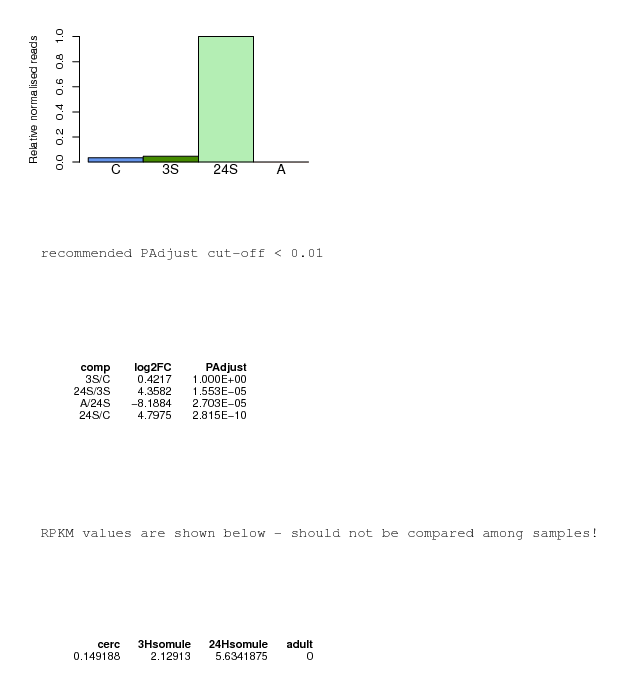 Relative normalised reads
1.0
0.8
0.6
0.4
0.2
0.0
C 3S 24S A
recommended PAdjust cut-off < 0.01
comp log2FC PAdjust
3S/C 0.4217 1.000E+00
24S/3S 4.3582 1.553E−05
A/24S −8.1884 2.703E−05
24S/C 4.7975 2.815E−10
RPKM values are shown below - should not be compared among samples!
cerc 3Hsomule 24Hsomule adult
0.149188 2.12913 5.6341875 0